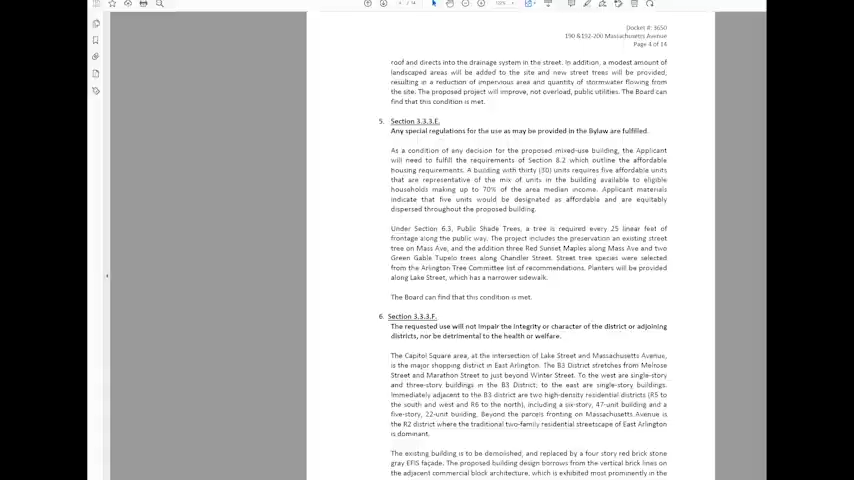 Docket #: 3650
190 &192-200 Massachusetts Avenue
Page 4 of 14
roof and directs into the drainage system in the street. In addition, a modest amount of
landscaped areas will be added to the site and new street trees will be provided,
resulting in a reduction of impervious area and quantity of stormwater flowing from
the site. The proposed project will improve, not overload, public utilities. The Board can
find that this condition is met.
5. Section 3.3.3.E.
Any special regulations for the use as may be provided in the Bylaw are fulfilled.
As a condition of any decision for the proposed mixed-use building, the Applicant
will need to fulfill the requirements of Section 8.2 which outline the affordable
housing requirements. A building with thirty (30) units requires five affordable units
that are representative of the mix of units in the building available to eligible
households making up to 70% of the area median income. Applicant materials
indicate that five units would be designated as affordable and are equitably
dispersed throughout the proposed building.
Under Section 6.3, Public Shade Trees, a tree is required every 25 linear feet of
frontage along the public way. The project includes the preservation an existing street
tree on Mass Ave, and the addition three Red Sunset Maples along Mass Ave and two
Green Gable Tupelo trees along Chandler Street. Street tree species were selected
from the Arlington Tree Committee list of recommendations. Planters will be provided
along Lake Street, which has a narrower sidewalk.
The Board can find that this condition is met.
6. Section 3.3.3.F.
The requested use will not impair the integrity or character of the district or adjoining
districts, nor be detrimental to the health or welfare.
The Capitol Square area, at the intersection of Lake Street and Massachusetts Avenue,
is the major shopping district in East Arlington. The B3 District stretches from Melrose
Street and Marathon Street to just beyond Winter Street. To the west are single-story
and three-story buildings in the B3 District; to the east are single-story buildings.
Immediately adjacent to the B3 district are two high-density residential districts (R5 to
the south and west and R6 to the north), including a six-story, 47-unit building and a
five-story, 22-unit building. Beyond the parcels fronting on Massachusetts Avenue is
the R2 district where the traditional two-family residential streetscape of East Arlington
is dominant.
The existing building is to be demolished, and replaced by a four story red brick stone
gray EFIS façade. The proposed building design borrows from the vertical brick lines on
the adjacent commercial block architecture, which is exhibited most prominently in the